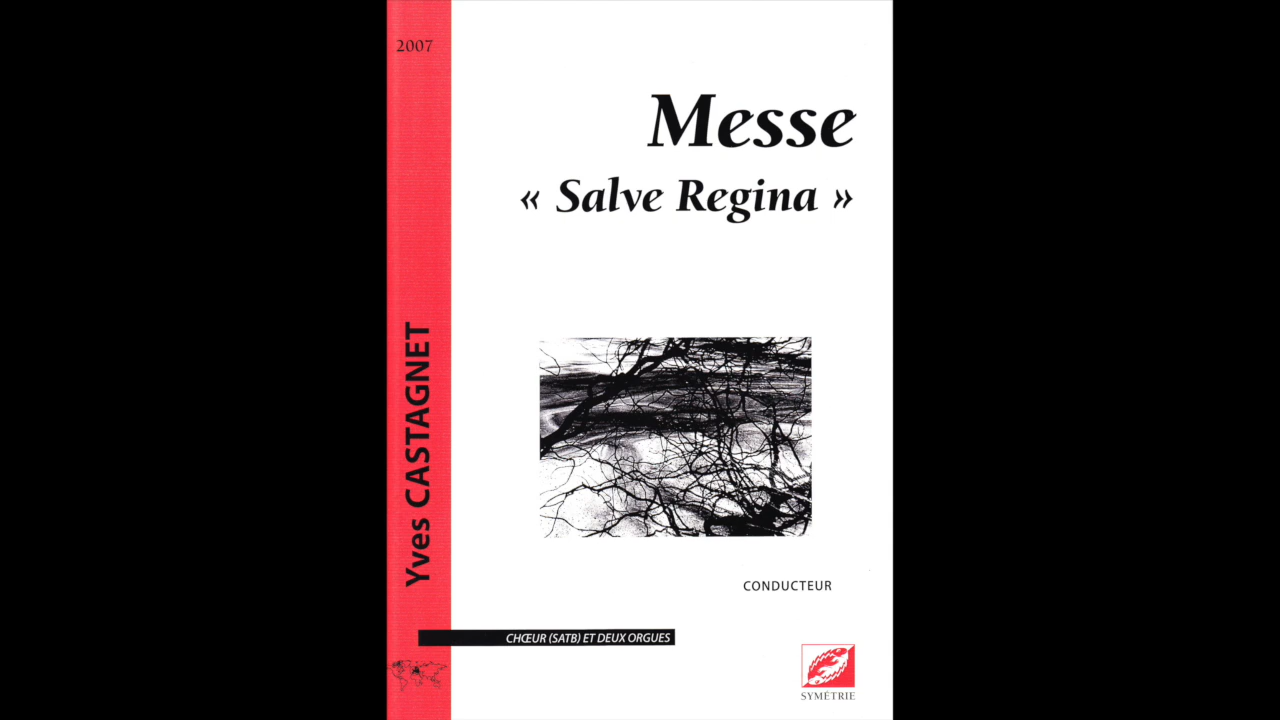 2007
Messe
« Salve Regina »
Yves CASTAGNET
CONDUCTEUR
CHŒUR (SATB) ET DEUX ORGUES
SYMÉTRIE